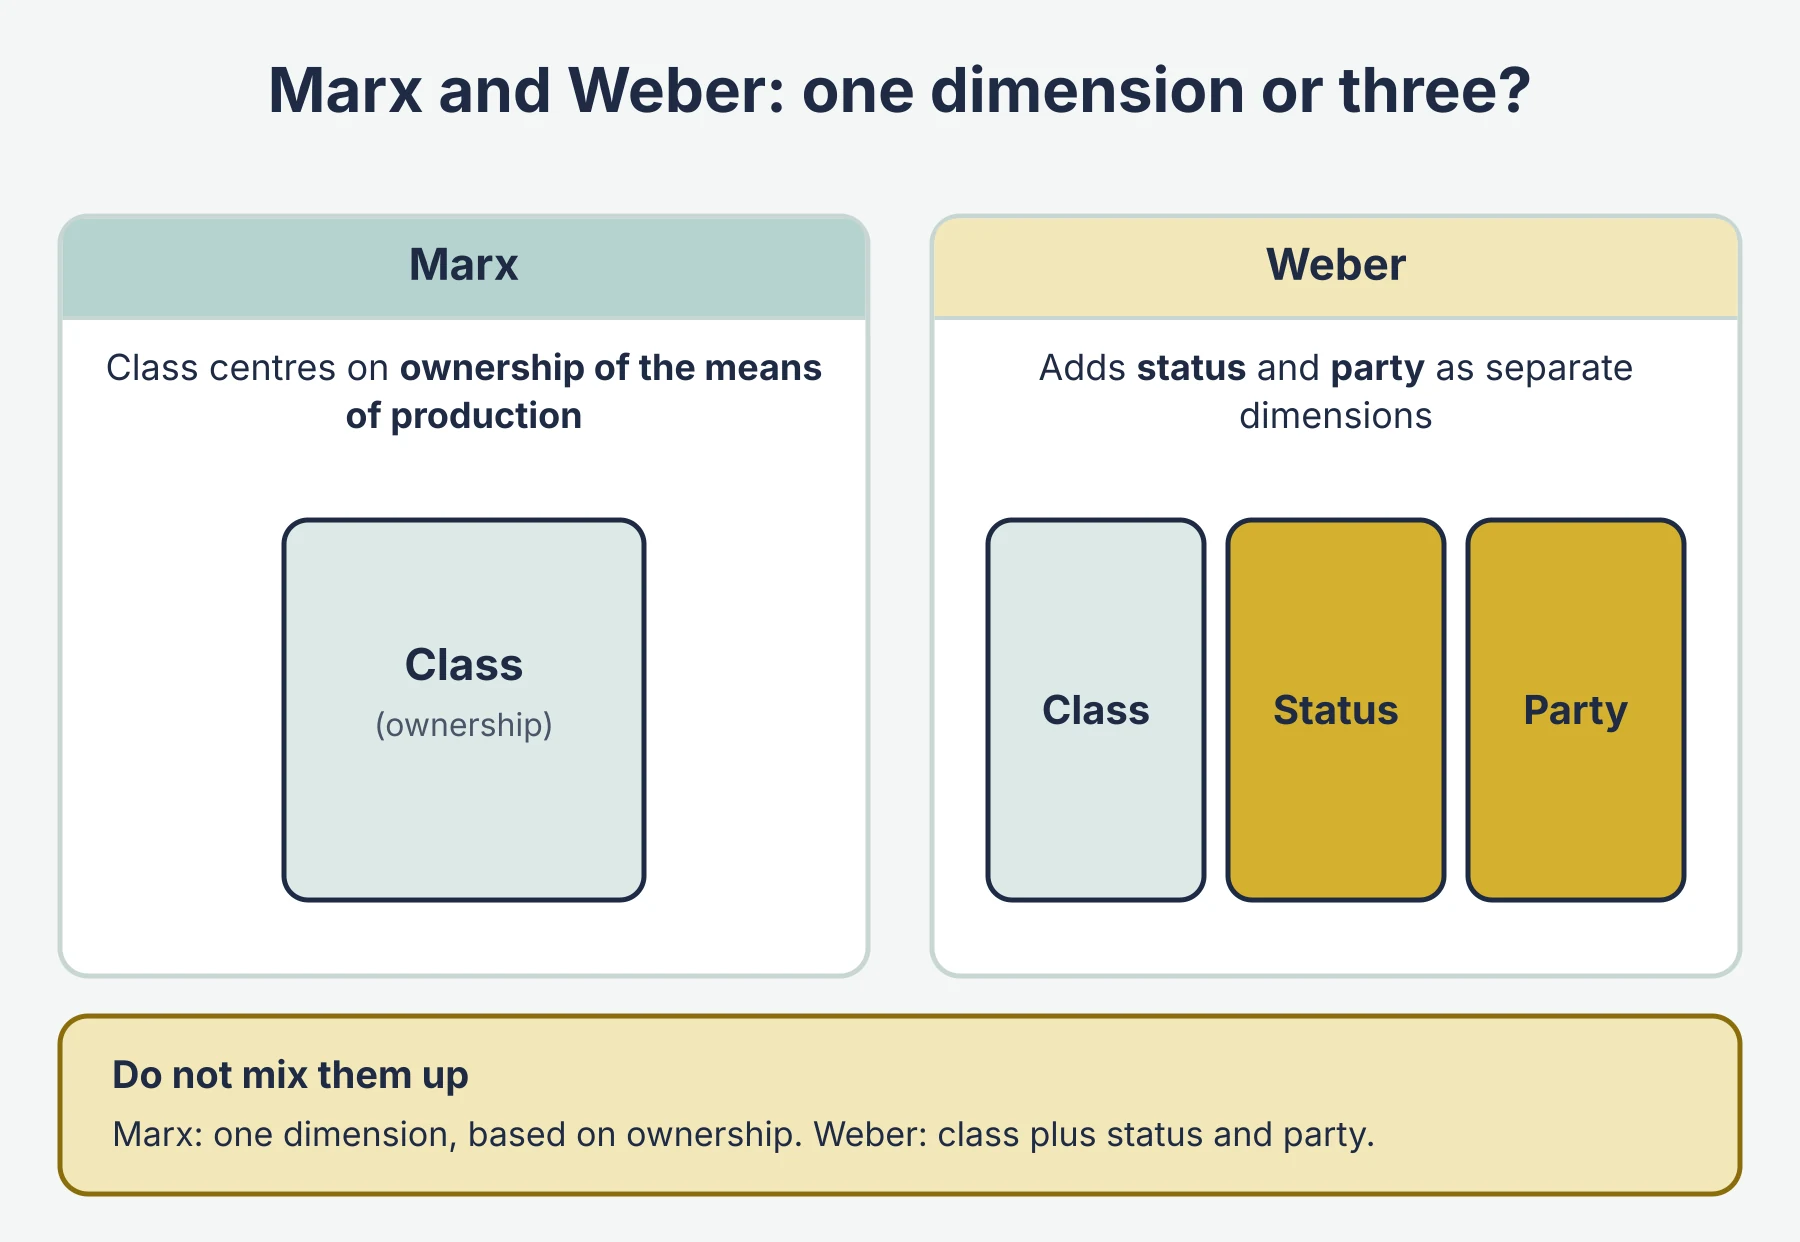 Marx and Weber: one dimension or three?
Marx
Class centres on ownership of the means
of production
Class
(ownership)
Weber
Adds status and party as separate
dimensions
Class
Status
Party
Do not mix them up
Marx: one dimension, based on ownership. Weber: class plus status and party.